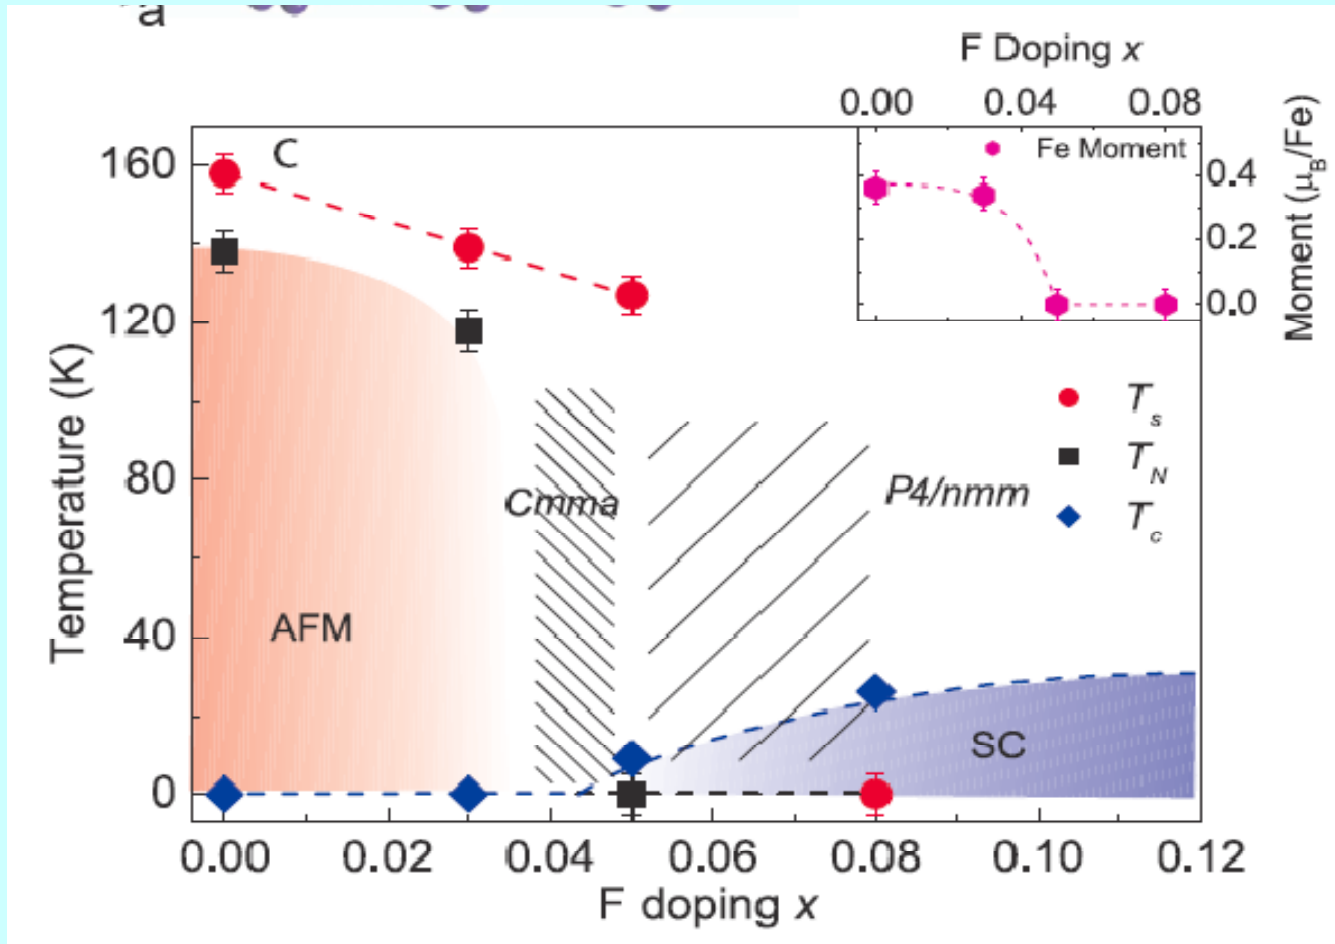 a
F Doping x
0.00 0.04 0.08
C
Fe Moment
0.4
0.2
0.0
Moment (μB/Fe)
160
120
80
40
0
Temperature (K)
Ts
TN
Tc
Cmma
P4/nmm
AFM
SC
0.00 0.02 0.04 0.06 0.08 0.10 0.12
F doping x